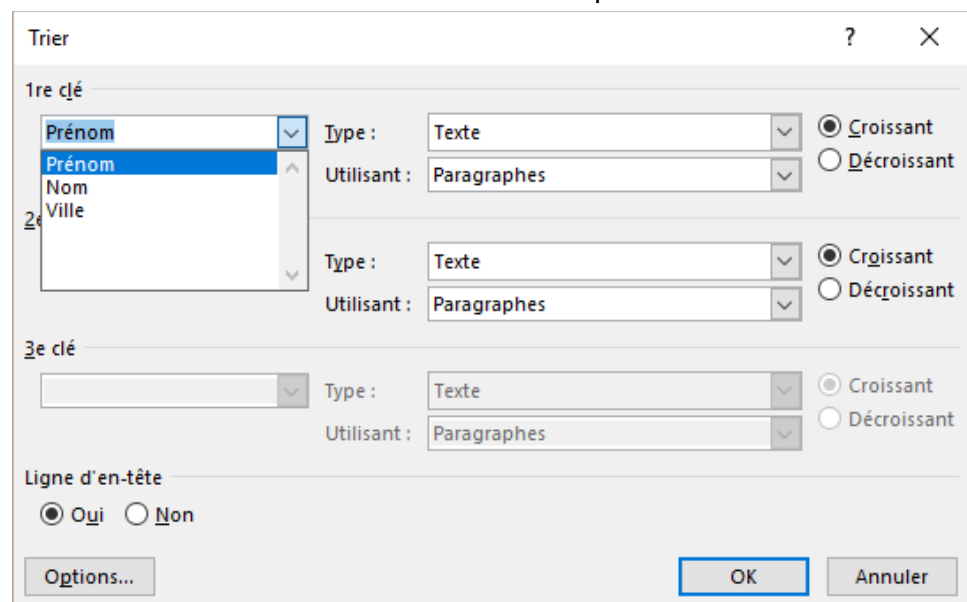 Trier
?
1re clé
Prénom
Type :
Texte
Croissant
Prénom
Nom
Ville
Utilisant :
Paragraphes
Décroissant
2e
Type :
Texte
Croissant
Utilisant :
Paragraphes
Décroissant
3e clé
Type :
Texte
Croissant
Utilisant :
Paragraphes
Décroissant
Ligne d'en-tête
Oui
Non
Options...
OK
Annuler